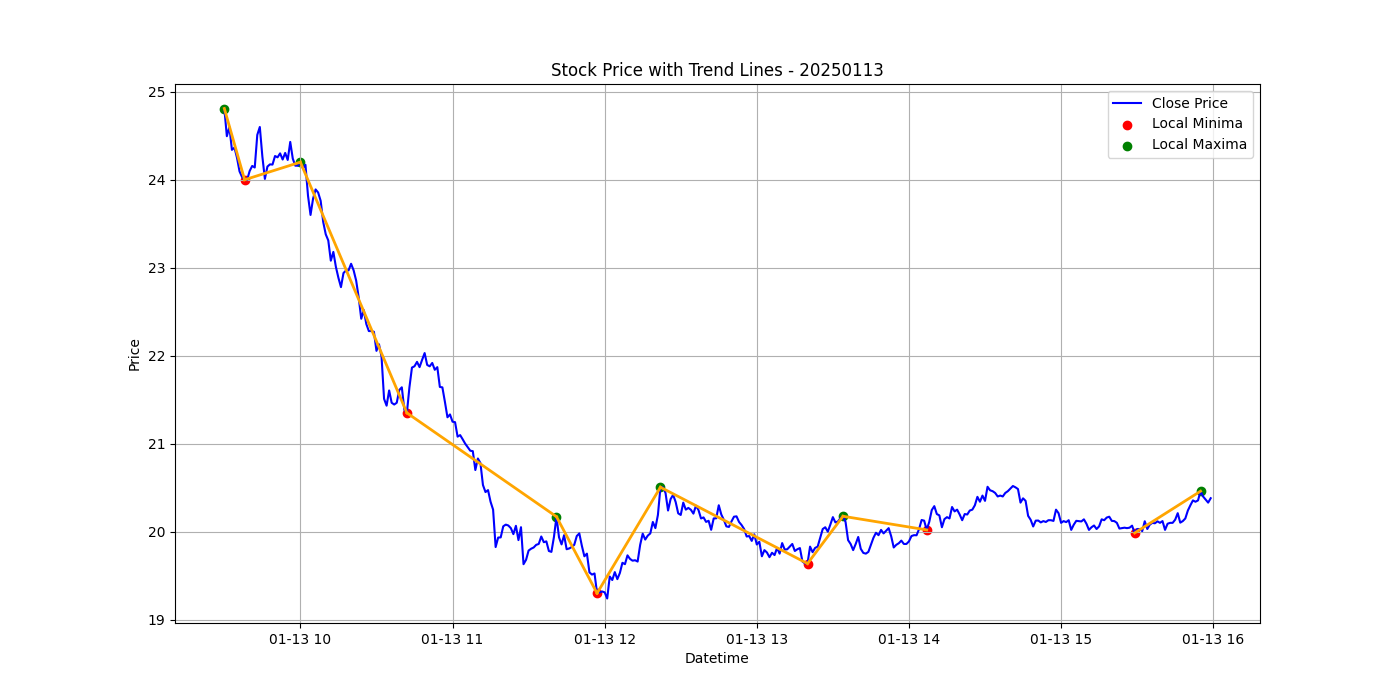 Stock Price with Trend Lines - 20250113
Close Price
Local Minima
Local Maxima
Price
25
24
23
22
21
20
19
01-13 10
01-13 11
01-13 12
01-13 13
01-13 14
01-13 15
01-13 16
Datetime